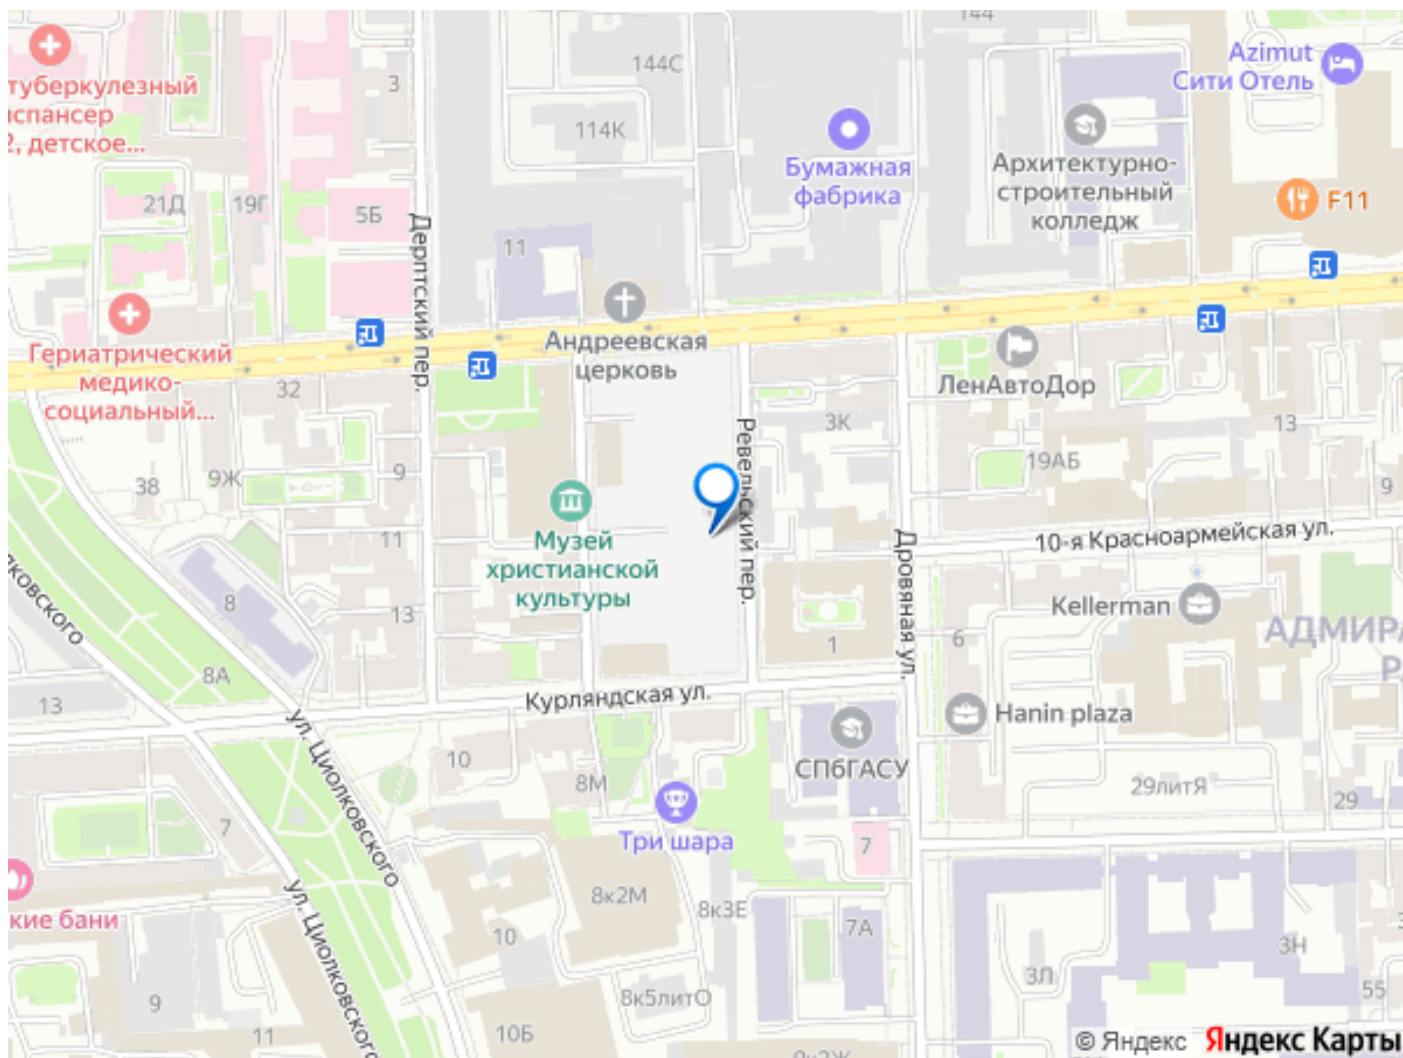 144
144С
Azimut
Сити Отель
3
туберкулезный
испансер
2, детское...
114К
Бумажная
фабрика
Архитектурно-
строительный
колледж
F11
21Д
19Г
5Б
11
Дерптский пер.
Андреевская
церковь
Гериатрический
медико-
социальный...
32
ЛенАвтоДор
3К
13
Ревельский пер.
9Ж
9
38
19АБ
9
11
Музей
христианской
культуры
10-я Красноармейская ул.
Дровяная ул.
8
13
Kellerman
АДМИРА
Р
1
6
олковского
8А
Курляндская ул.
13
ул. Циолковского
Hanin plaza
10
8М
СПбГАСУ
29литЯ
29
7
Три шара
7
ул. Циолковского
кие бани
8к2М
8к3Е
7А
10
3Н
3Л
9
8к5литО
55
11
10Б
© Яндекс Яндекс Карты